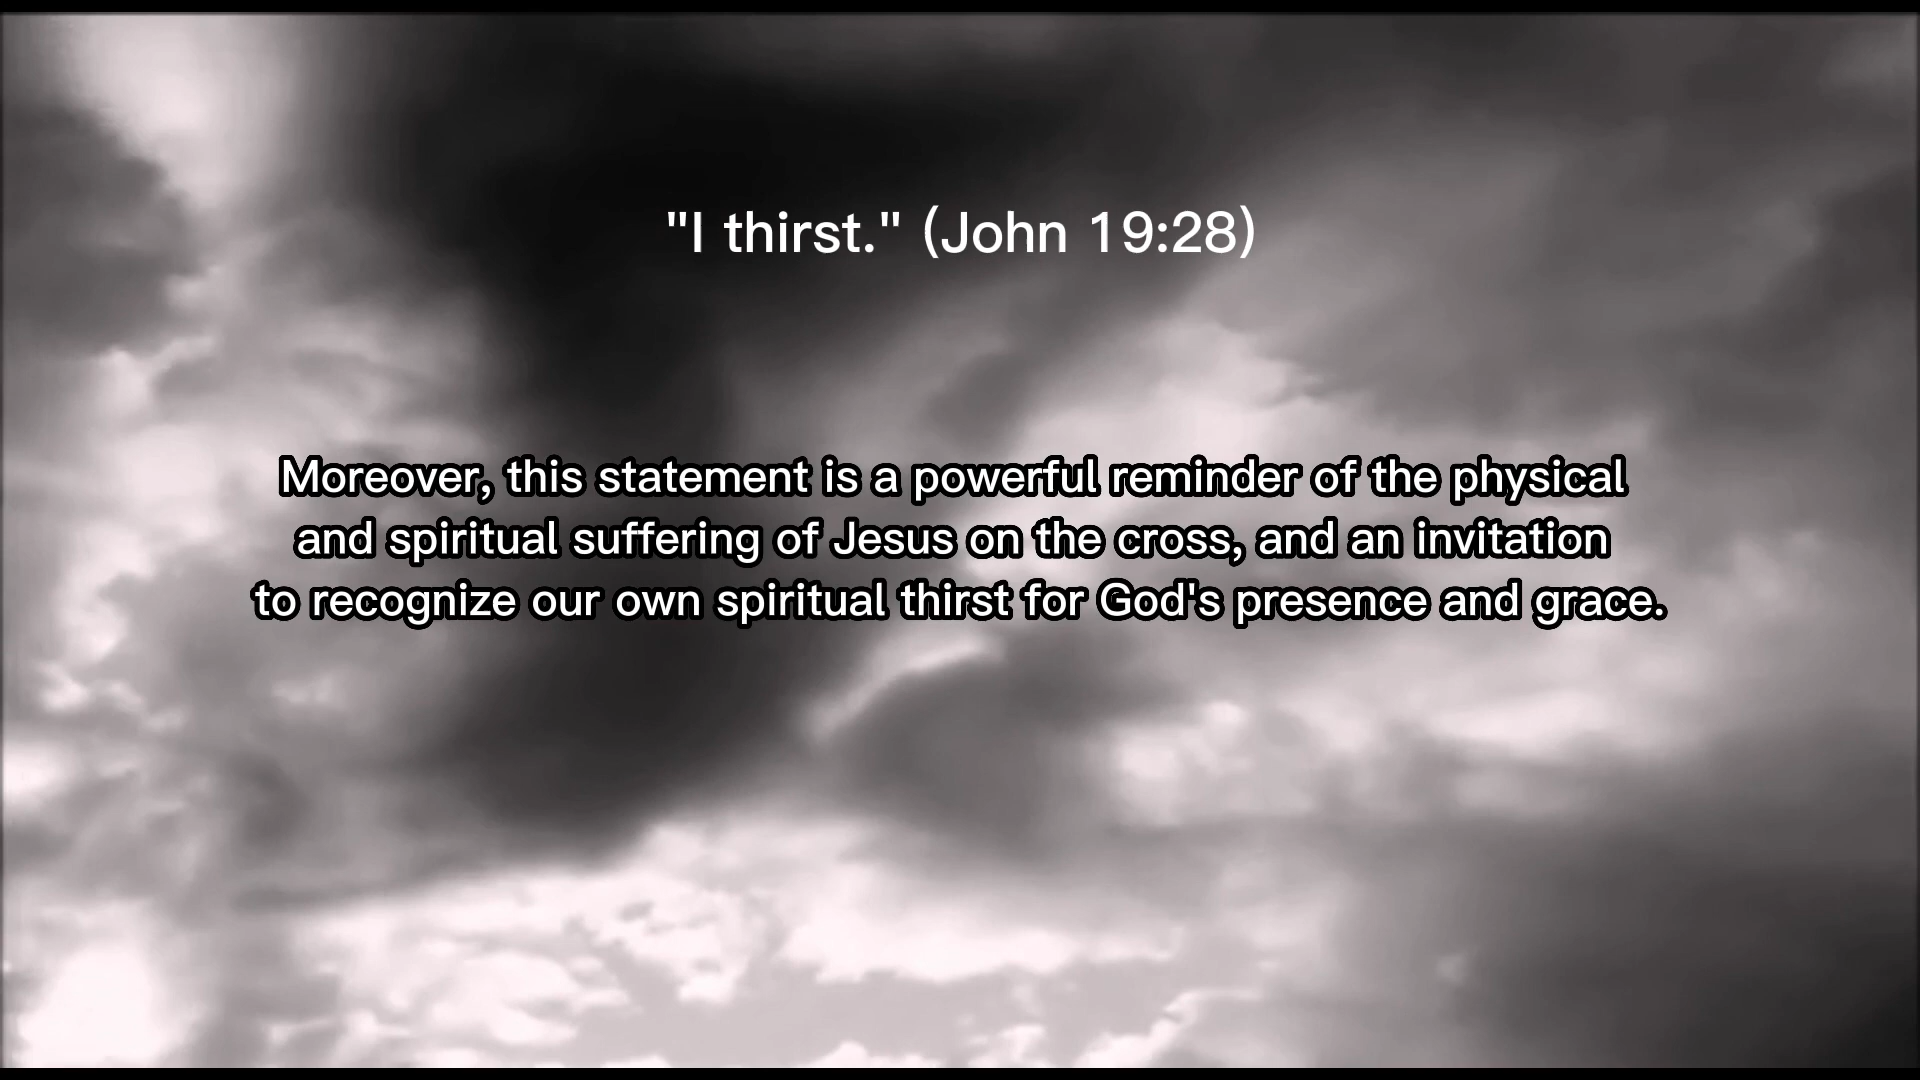 "I thirst." (John 19:28)
Moreover, this statement is a powerful reminder of the physical
and spiritual suffering of Jesus on the cross, and an invitation
to recognize our own spiritual thirst for God's presence and grace.